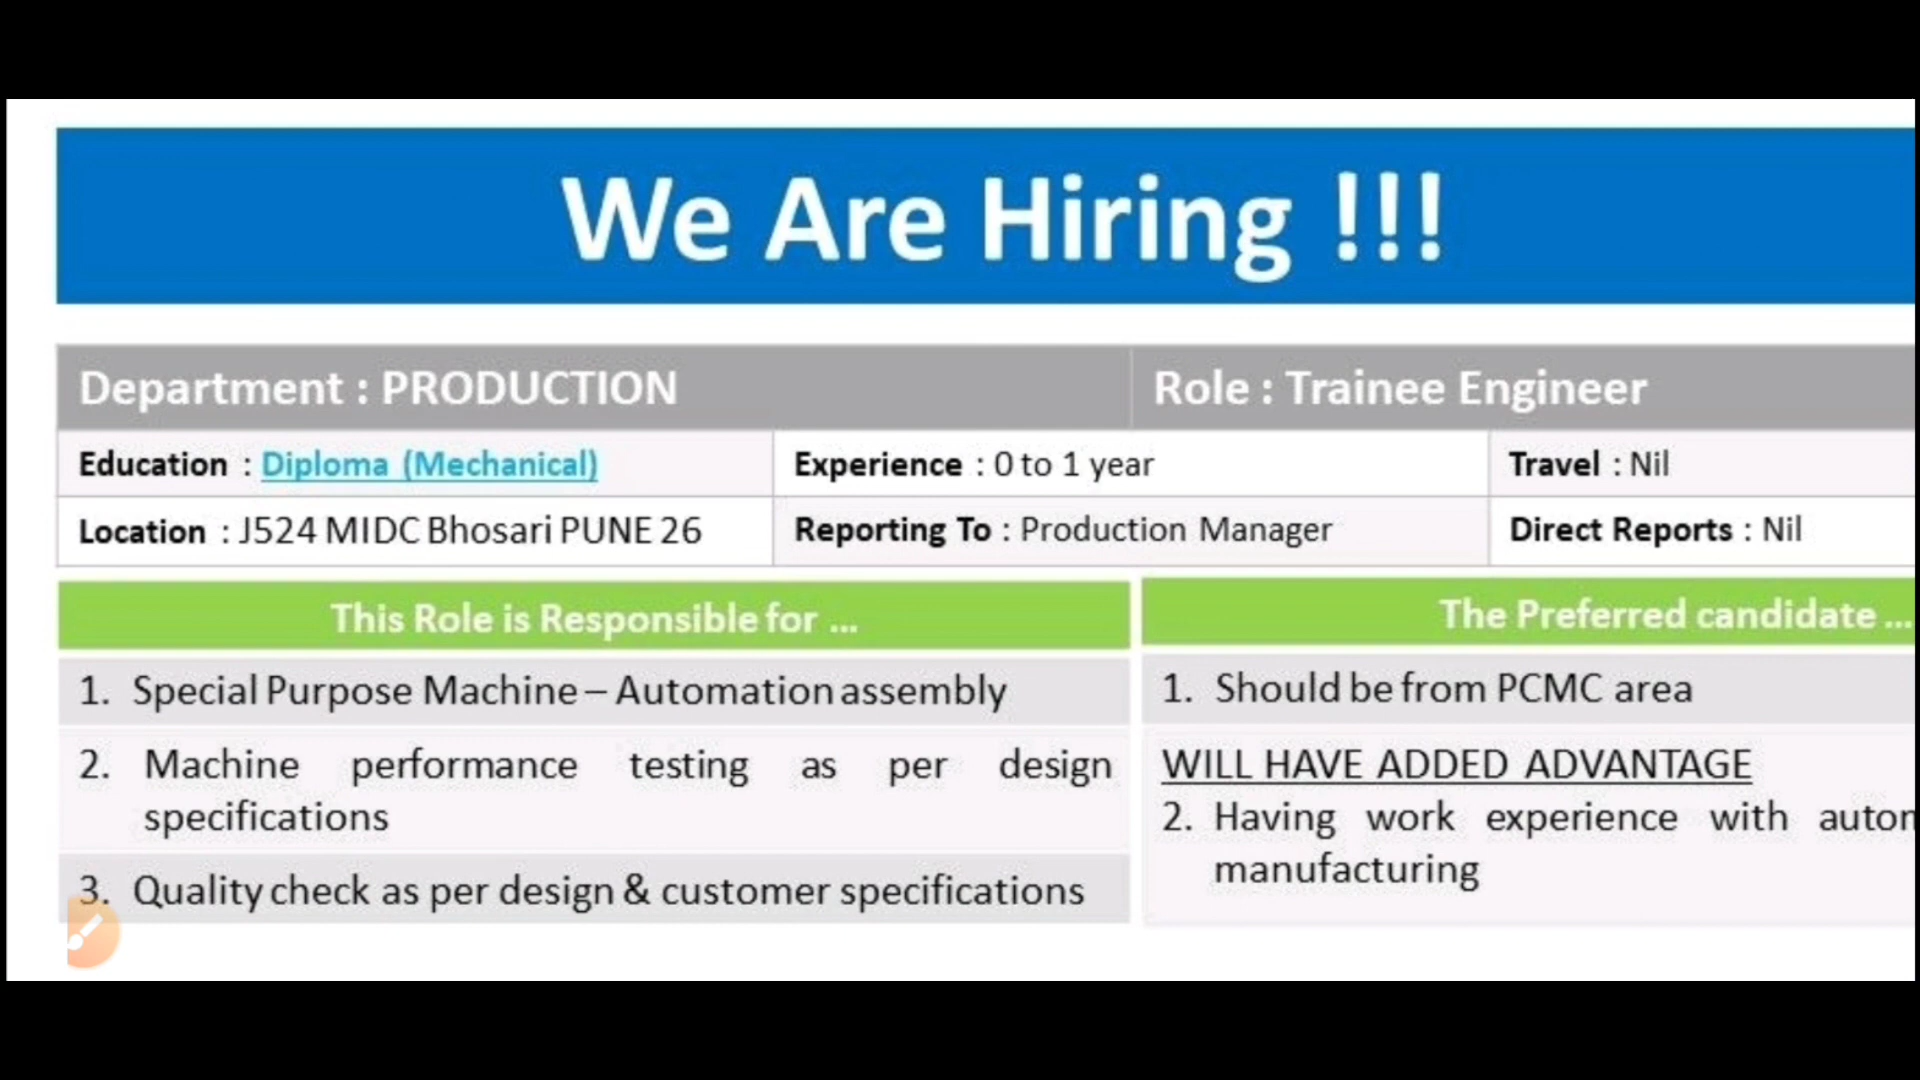 We Are Hiring !!!
Department : PRODUCTION
Role : Trainee Engineer
Education : Diploma (Mechanical)
Experience : 0 to 1 year
Travel : Nil
Location : J524 MIDC Bhosari PUNE 26
Reporting To : Production Manager
Direct Reports : Nil
This Role is Responsible for ...
1. Special Purpose Machine – Automation assembly
2. Machine performance testing as per design
specifications
3. Quality check as per design & customer specifications
The Preferred candidate ...
1. Should be from PCMC area
WILL HAVE ADDED ADVANTAGE
2. Having work experience with
manufacturing